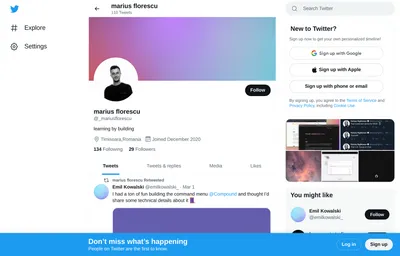 Explore
Settings
marius florescu
110 Tweets
Follow
marius florescu
learning by building
Timisoara,Romania Joined December 2020
134 Following 29 Followers
Tweets Tweets & replies Media Likes
marius florescu Retweeted
Emil Kowalski @emilkowalski_ · Mar 1
I had a ton of fun building the command menu @Compound and thought I'd
share some technical details about it
Search Twitter
New to Twitter?
Sign up now to get your own personalized timeline!
Sign up with Google
Sign up with Apple
Sign up with phone or email
By signing up, you agree to the Terms of Service and
Privacy Policy, including Cookie Use.
You might like
Emil Kowalski
@emilkowalski_
Follow
Don't miss what's happening
People on Twitter are the first to know.
Log in
Sign up